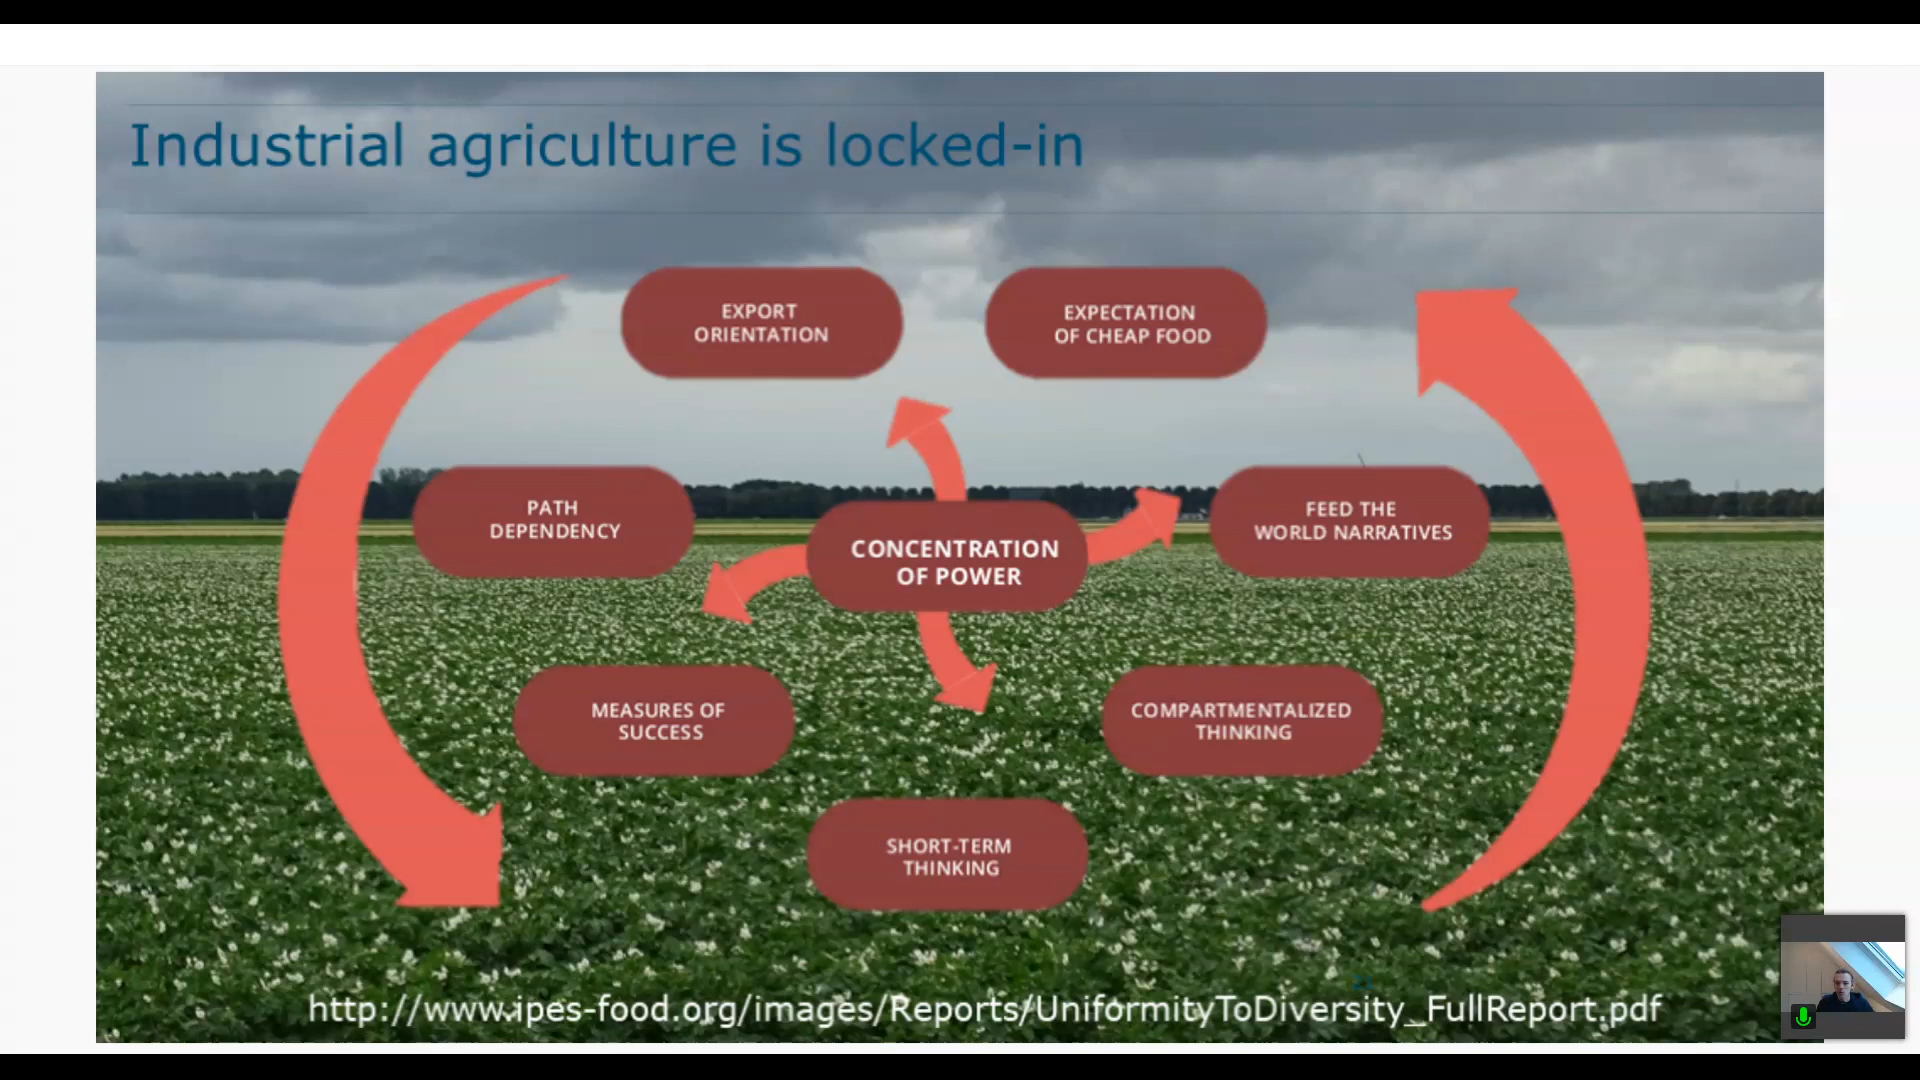 Industrial agriculture is locked-in
EXPORT
ORIENTATION
EXPECTATION
OF CHEAP FOOD
PATH
DEPENDENCY
CONCENTRATION
OF POWER
FEED THE
WORLD NARRATIVES
MEASURES OF
SUCCESS
COMPARTMENTALIZED
THINKING
SHORT-TERM
THINKING
http://www.ipes-food.org/images/Reports/UniformityToDiversity_FullReport.pdf